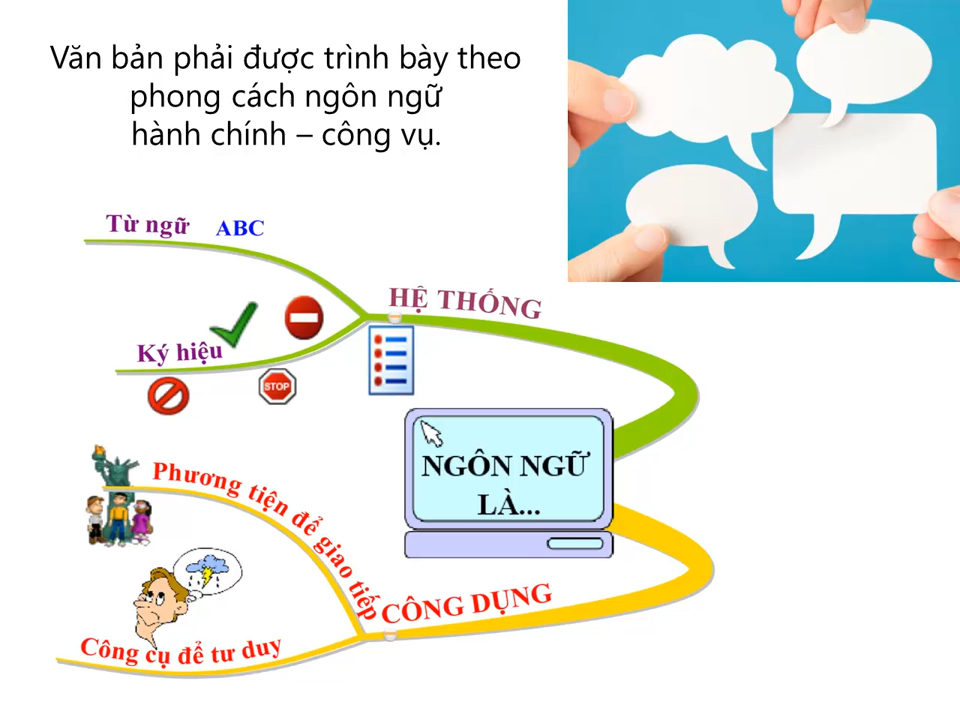 Văn bản phải được trình bày theo
phong cách ngôn ngữ
hành chính – công vụ.
Từ ngữ ABC
HỆ THỐNG
Ký hiệu
STOP
NGÔN NGỮ
LÀ...
Phương tiện để giao tiếp
CÔNG DỤNG
Công cụ để tư duy